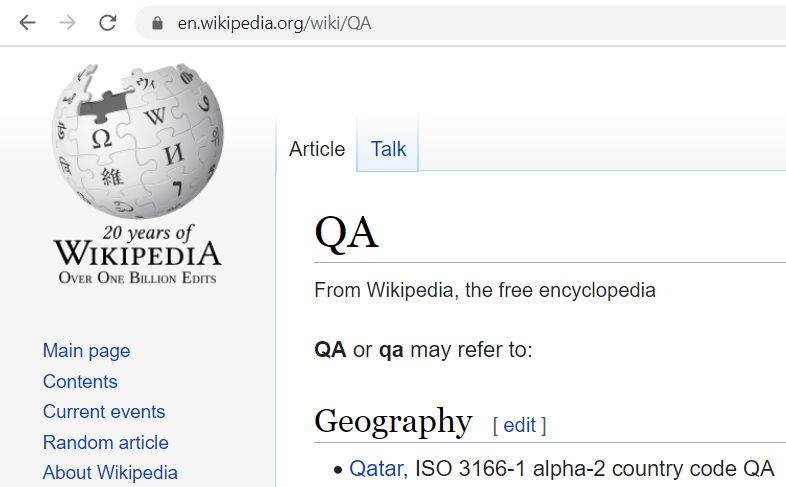 en.wikipedia.org/wiki/QA
Ω
W
И
維
ウィ
20 years of
WIKIPEDIA
OVER ONE BILLION EDITS
Main page
Contents
Current events
Random article
About Wikipedia
Article
Talk
QA
From Wikipedia, the free encyclopedia
QA or qa may refer to:
Geography [ edit ]
• Qatar, ISO 3166-1 alpha-2 country code QA